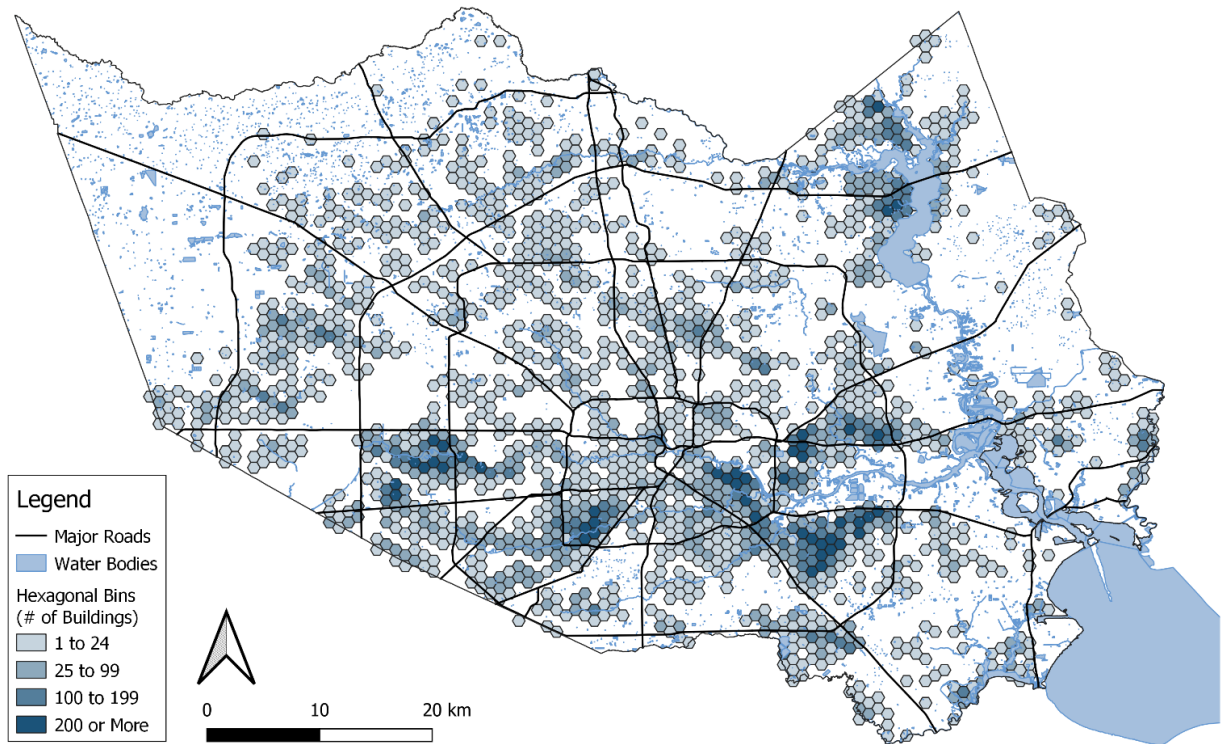 Legend
Major Roads
Water Bodies
Hexagonal Bins
(# of Buildings)
1 to 24
25 to 99
100 to 199
200 or More
0 10 20 km